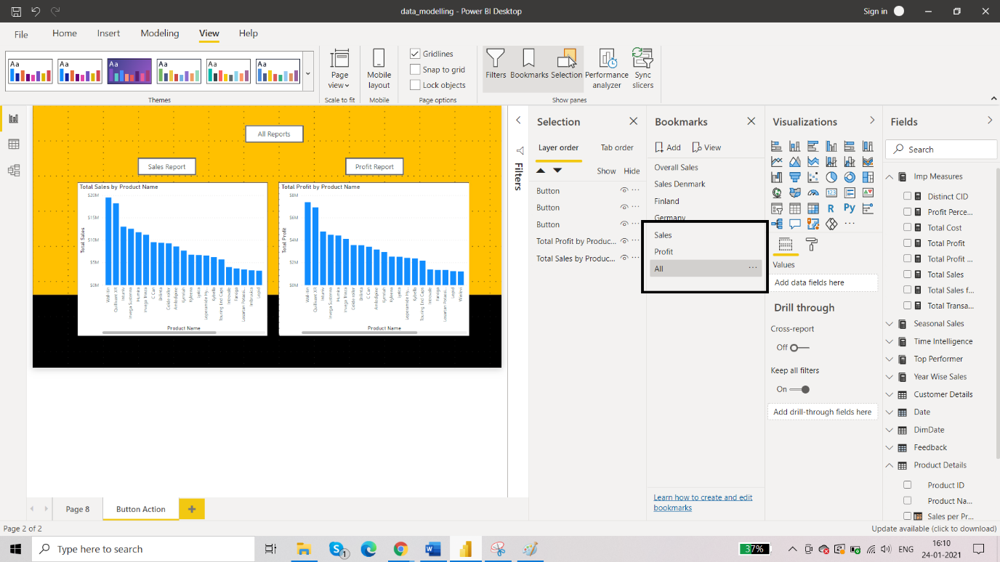 data_modelling - Power BI Desktop
Sign in
File Home Insert Modeling View Help
Aa Aa Aa Aa Aa Aa
Page view
Mobile layout
Gridlines
Snap to grid
Lock objects
Filters Bookmarks Selection Performance analyzer Sync slicers
Themes Scale to fit Mobile Page options Show panes
All Reports
Sales Report
Profit Report
Total Sales by Product Name
$20M
$15M
$10M
$5M
$0M
Total Sales
Product Name
Total Profit by Product Name
$8M
$6M
$4M
$2M
$0M
Total Profit
Product Name
Filters
Selection
Layer order Tab order
Show Hide
Button
Button
Button
Total Profit by Produc...
Total Sales by Produc...
Bookmarks
Add View
Overall Sales
Sales Denmark
Finland
Germany
Sales
Profit
All
Learn how to create and edit
bookmarks
Visualizations
R Py
Values
Add data fields here
Drill through
Cross-report
Off
Keep all filters
On
Add drill-through fields here
Fields
Search
Imp Measures
Distinct CID
Profit Perce...
Total Cost
Total Profit
Total Profit ...
Total Sales
Total Sales f...
Total Transa...
Seasonal Sales
Time Intelligence
Top Performer
Year Wise Sales
Customer Details
Date
DimDate
Feedback
Product Details
Product ID
Product Na...
Sales per Pr...
Page 8 Button Action
Page 2 of 2
Update available (click to download)
Type here to search
1
37%
ENG
16:10
24-01-2021